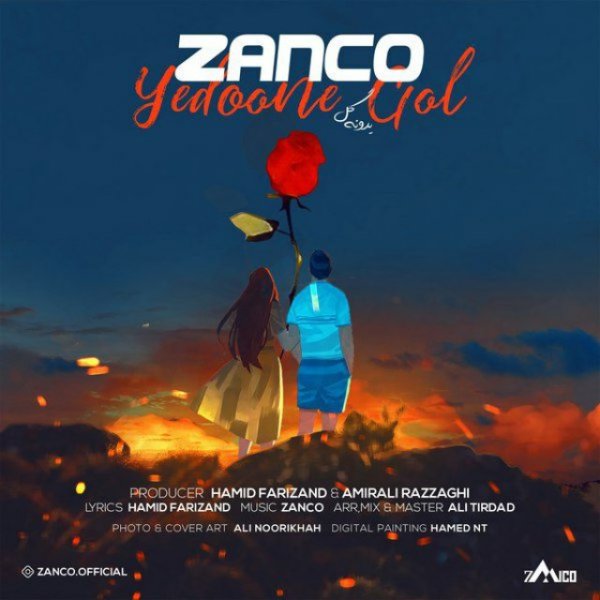 ZANCO
Yedoone Gol
یدونه گل
PRODUCER HAMID FARIZAND & AMIRALI RAZZAGHI
LYRICS HAMID FARIZAND MUSIC ZANCO ARR,MIX & MASTER ALI TIRDAD
PHOTO & COVER ART ALI NOORIKHAH DIGITAL PAINTING HAMED NT
ZANCO.OFFICIAL
ZANCO